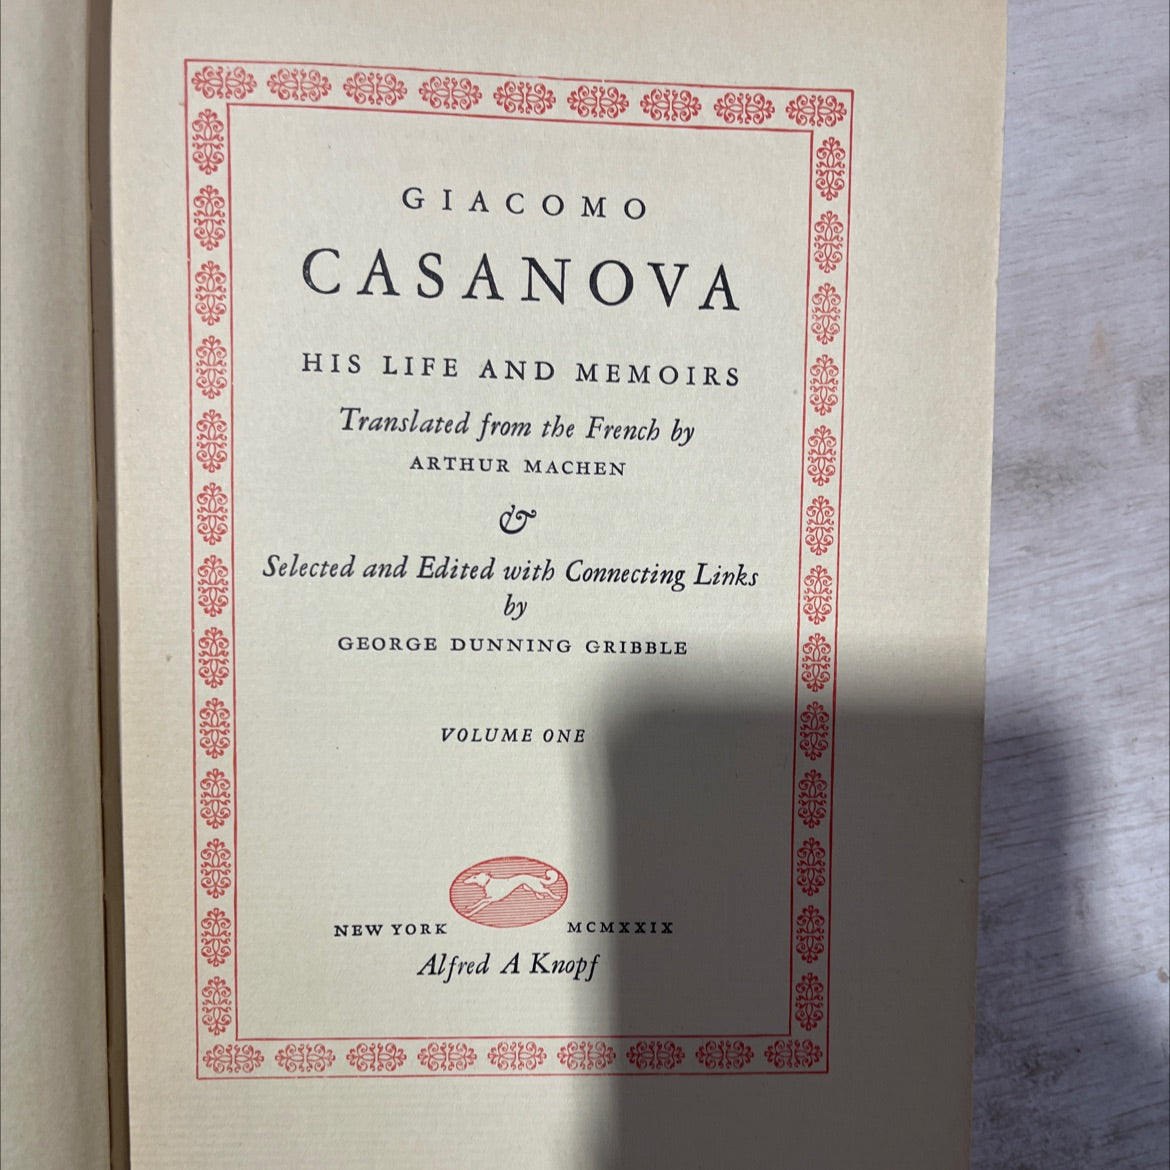 GIACOMO
CASANOVA
HIS LIFE AND MEMOIRS
Translated from the French by
ARTHUR MACHEN
&
Selected and Edited with Connecting Links
by
GEORGE DUNNING GRIBBLE
VOLUME ONE
NEW YORK MCMXXIX
Alfred A Knopf